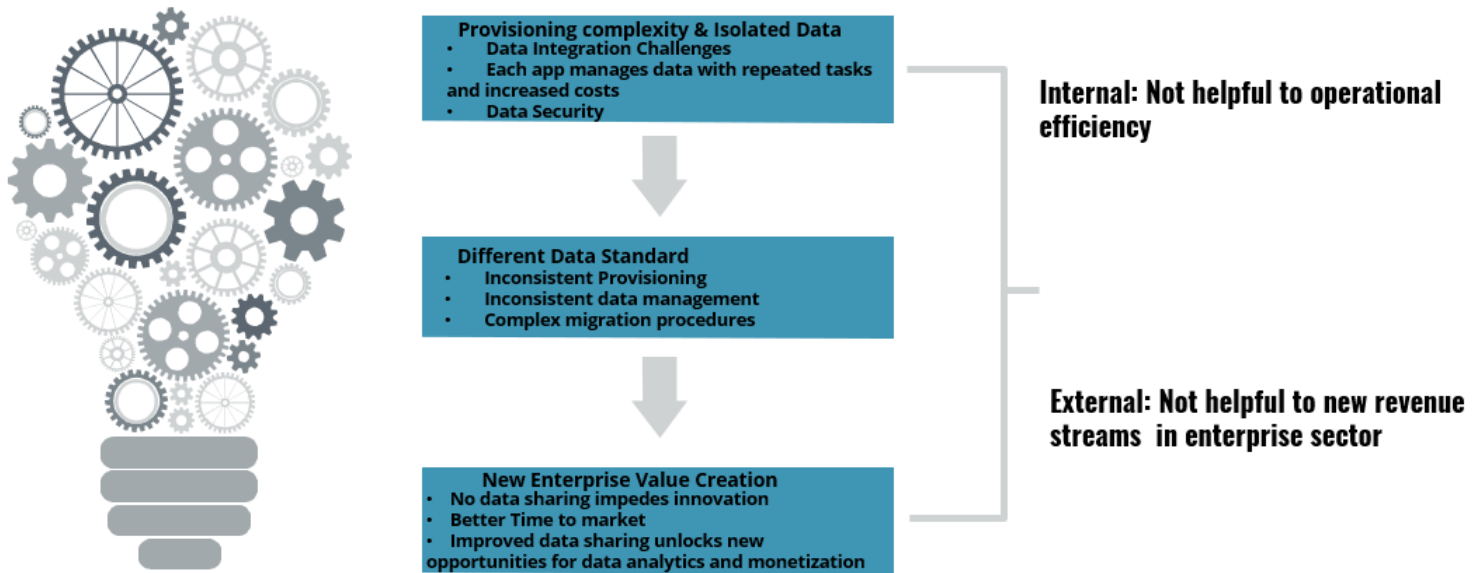 Provisioning complexity & Isolated Data
• Data Integration Challenges
• Each app manages data with repeated tasks
and increased costs
• Data Security
Different Data Standard
• Inconsistent Provisioning
• Inconsistent data management
• Complex migration procedures
New Enterprise Value Creation
• No data sharing impedes innovation
• Better Time to market
• Improved data sharing unlocks new
opportunities for data analytics and monetization
Internal: Not helpful to operational
efficiency
External: Not helpful to new revenue
streams in enterprise sector